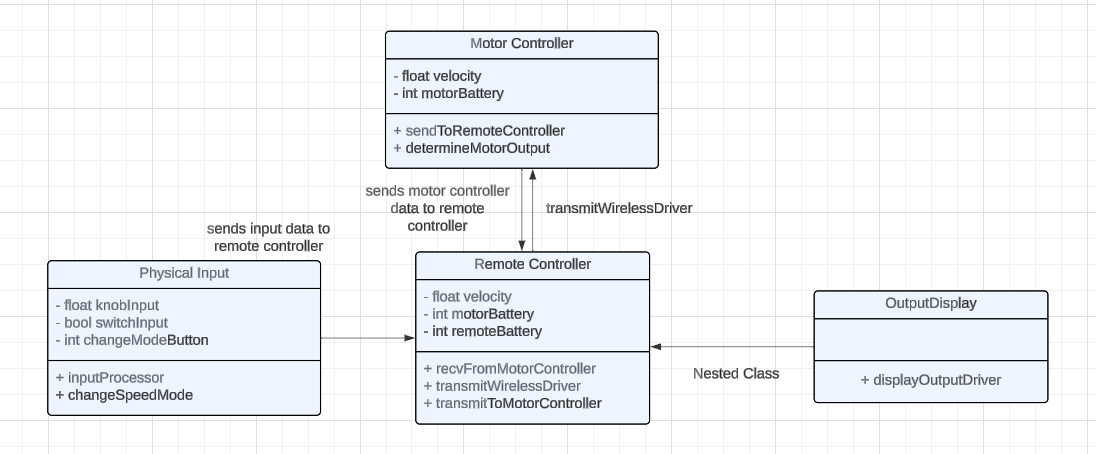 Motor Controller
- float velocity
- int motorBattery
+ sendToRemoteController
+ determineMotorOutput
sends motor controller
data to remote
controller
transmitWirelessDriver
sends input data to
remote controller
Physical Input
- float knobInput
- bool switchInput
- int changeModeButton
+ inputProcessor
+ changeSpeedMode
Remote Controller
- float velocity
- int motorBattery
- int remoteBattery
+ recvFromMotorController
+ transmitWirelessDriver
+ transmitToMotorController
Nested Class
OutputDisplay
+ displayOutputDriver